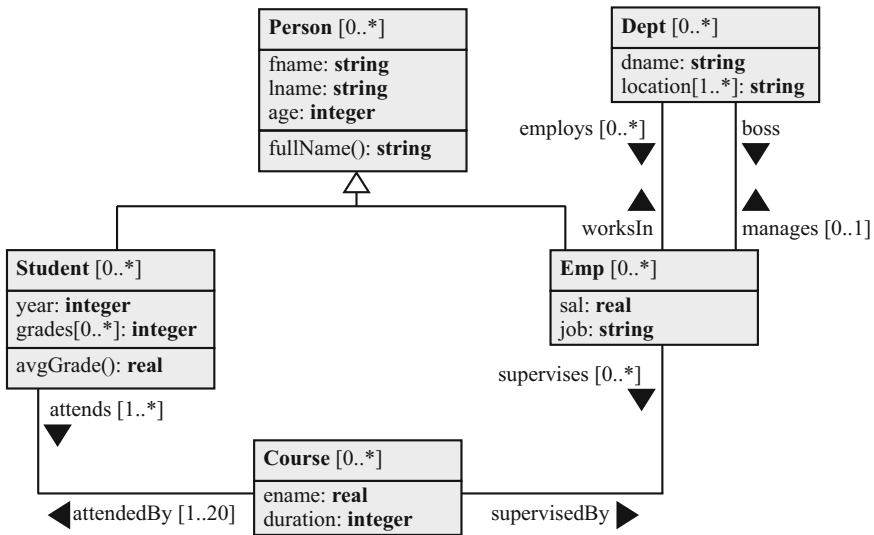 Person [0..*]
fname: string
lname: string
age: integer
fullName(): string
Dept [0..*]
dname: string
location[1..*]: string
employs [0..*]
boss
worksIn
manages [0..1]
Student [0..*]
year: integer
grades[0..*]: integer
avgGrade(): real
Emp [0..*]
sal: real
job: string
attends [1..*]
supervises [0..*]
Course [0..*]
ename: real
duration: integer
attendedBy [1..20]
supervisedBy